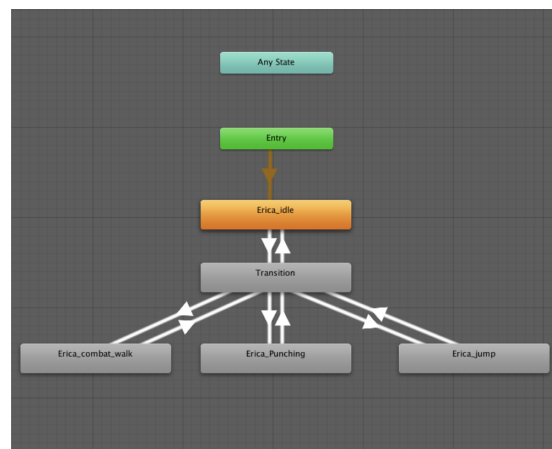 Any State
Entry
Erica_idle
Transition
Erica_combat_walk
Erica_Punching
Erica_jump